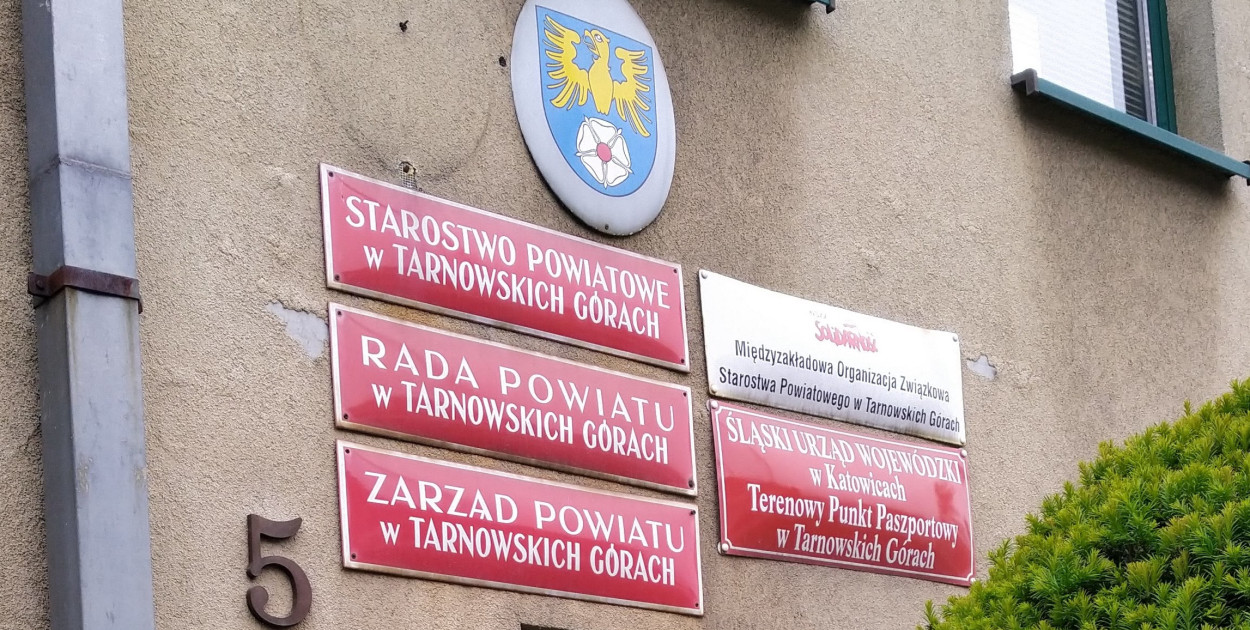 STAROSTWO POWIATOWE
w TARNOWSKICH GÓRACH
RADA POWIATU
w TARNOWSKICH GÓRACH
ZARZĄD POWIATU
w TARNOWSKICH GÓRACH
5
Solidarność
Międzyzakładowa Organizacja Związkowa
Starostwa Powiatowego w Tarnowskich Górach
ŚLĄSKI URZĄD WOJEWÓDZKI
w Katowicach
Terenowy Punkt Paszportowy
w Tarnowskich Górach